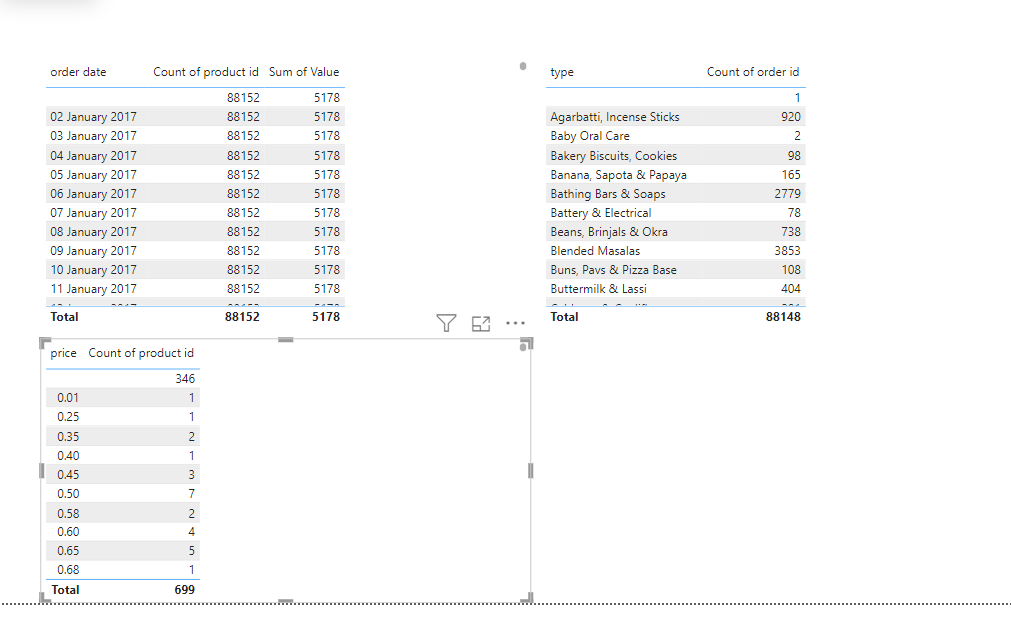 order date Count of product id Sum of Value
88152 5178
02 January 2017 88152 5178
03 January 2017 88152 5178
04 January 2017 88152 5178
05 January 2017 88152 5178
06 January 2017 88152 5178
07 January 2017 88152 5178
08 January 2017 88152 5178
09 January 2017 88152 5178
10 January 2017 88152 5178
11 January 2017 88152 5178
Total 88152 5178
type Count of order id
1
Agarbatti, Incense Sticks 920
Baby Oral Care 2
Bakery Biscuits, Cookies 98
Banana, Sapota & Papaya 165
Bathing Bars & Soaps 2779
Battery & Electrical 78
Beans, Brinjals & Okra 738
Blended Masalas 3853
Buns, Pavs & Pizza Base 108
Buttermilk & Lassi 404
Total 88148
price Count of product id
346
0.01 1
0.25 1
0.35 2
0.40 1
0.45 3
0.50 7
0.58 2
0.60 4
0.65 5
0.68 1
Total 699